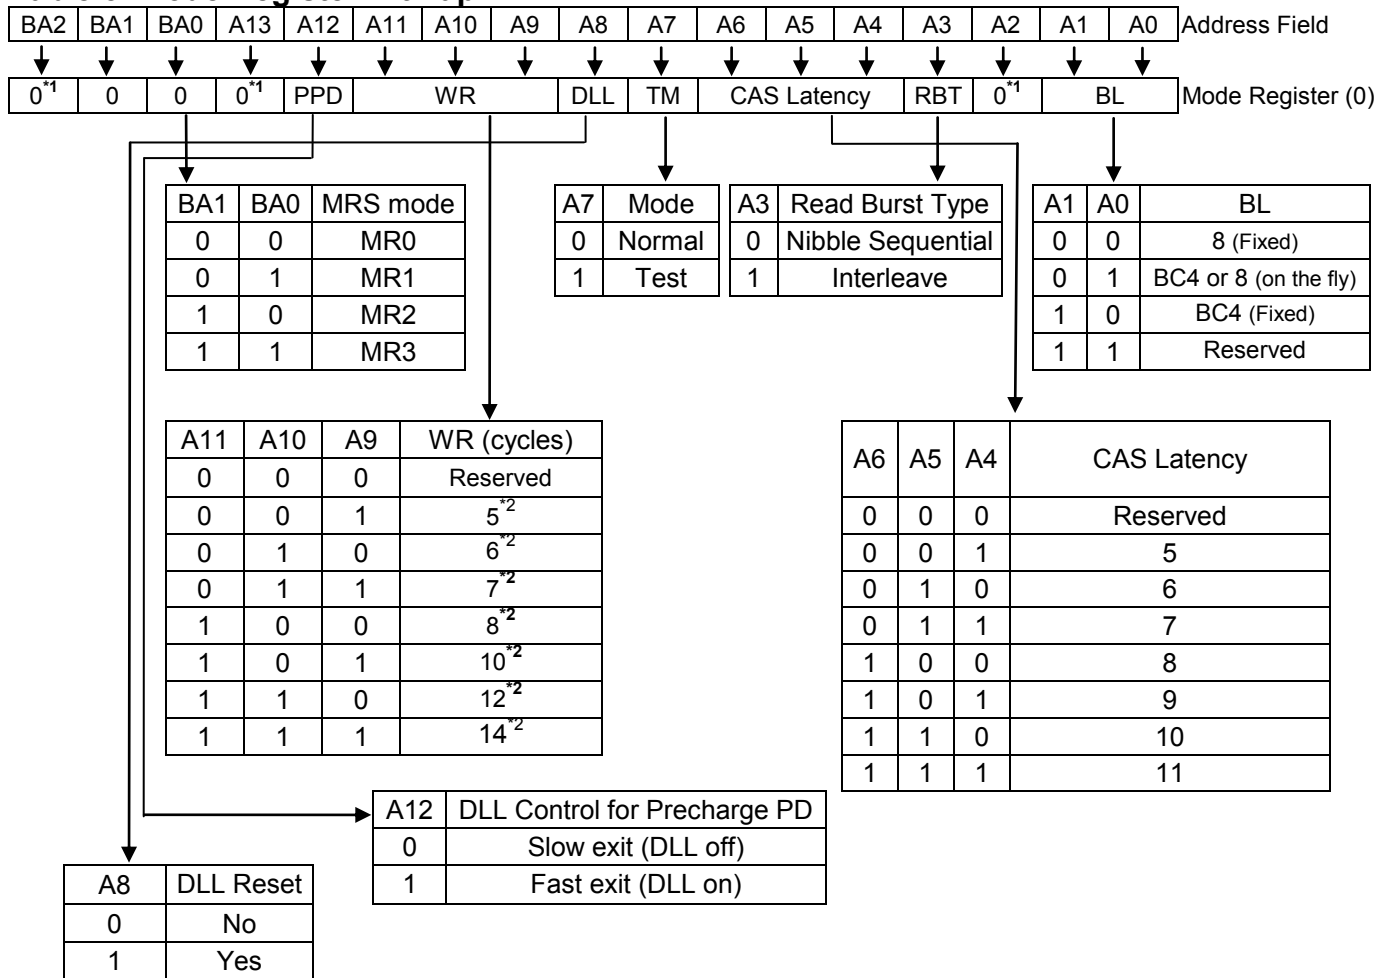 BA2 BA1 BA0 A13 A12 A11 A10 A9 A8 A7 A6 A5 A4 A3 A2 A1 A0 Address Field
0*1 0 0 0*1 PPD WR DLL TM CAS Latency RBT 0*1 BL Mode Register (0)
BA1 BA0 MRS mode
0 0 MR0
0 1 MR1
1 0 MR2
1 1 MR3
A7 Mode
0 Normal
1 Test
A3 Read Burst Type
0 Nibble Sequential
1 Interleave
A1 A0 BL
0 0 8 (Fixed)
0 1 BC4 or 8 (on the fly)
1 0 BC4 (Fixed)
1 1 Reserved
A11 A10 A9 WR (cycles)
0 0 0 Reserved
0 0 1 5*2
0 1 0 6*2
0 1 1 7*2
1 0 0 8*2
1 0 1 10*2
1 1 0 12*2
1 1 1 14*2
A6 A5 A4 CAS Latency
0 0 0 Reserved
0 0 1 5
0 1 0 6
0 1 1 7
1 0 0 8
1 0 1 9
1 1 0 10
1 1 1 11
A12 DLL Control for Precharge PD
0 Slow exit (DLL off)
1 Fast exit (DLL on)
A8 DLL Reset
0 No
1 Yes